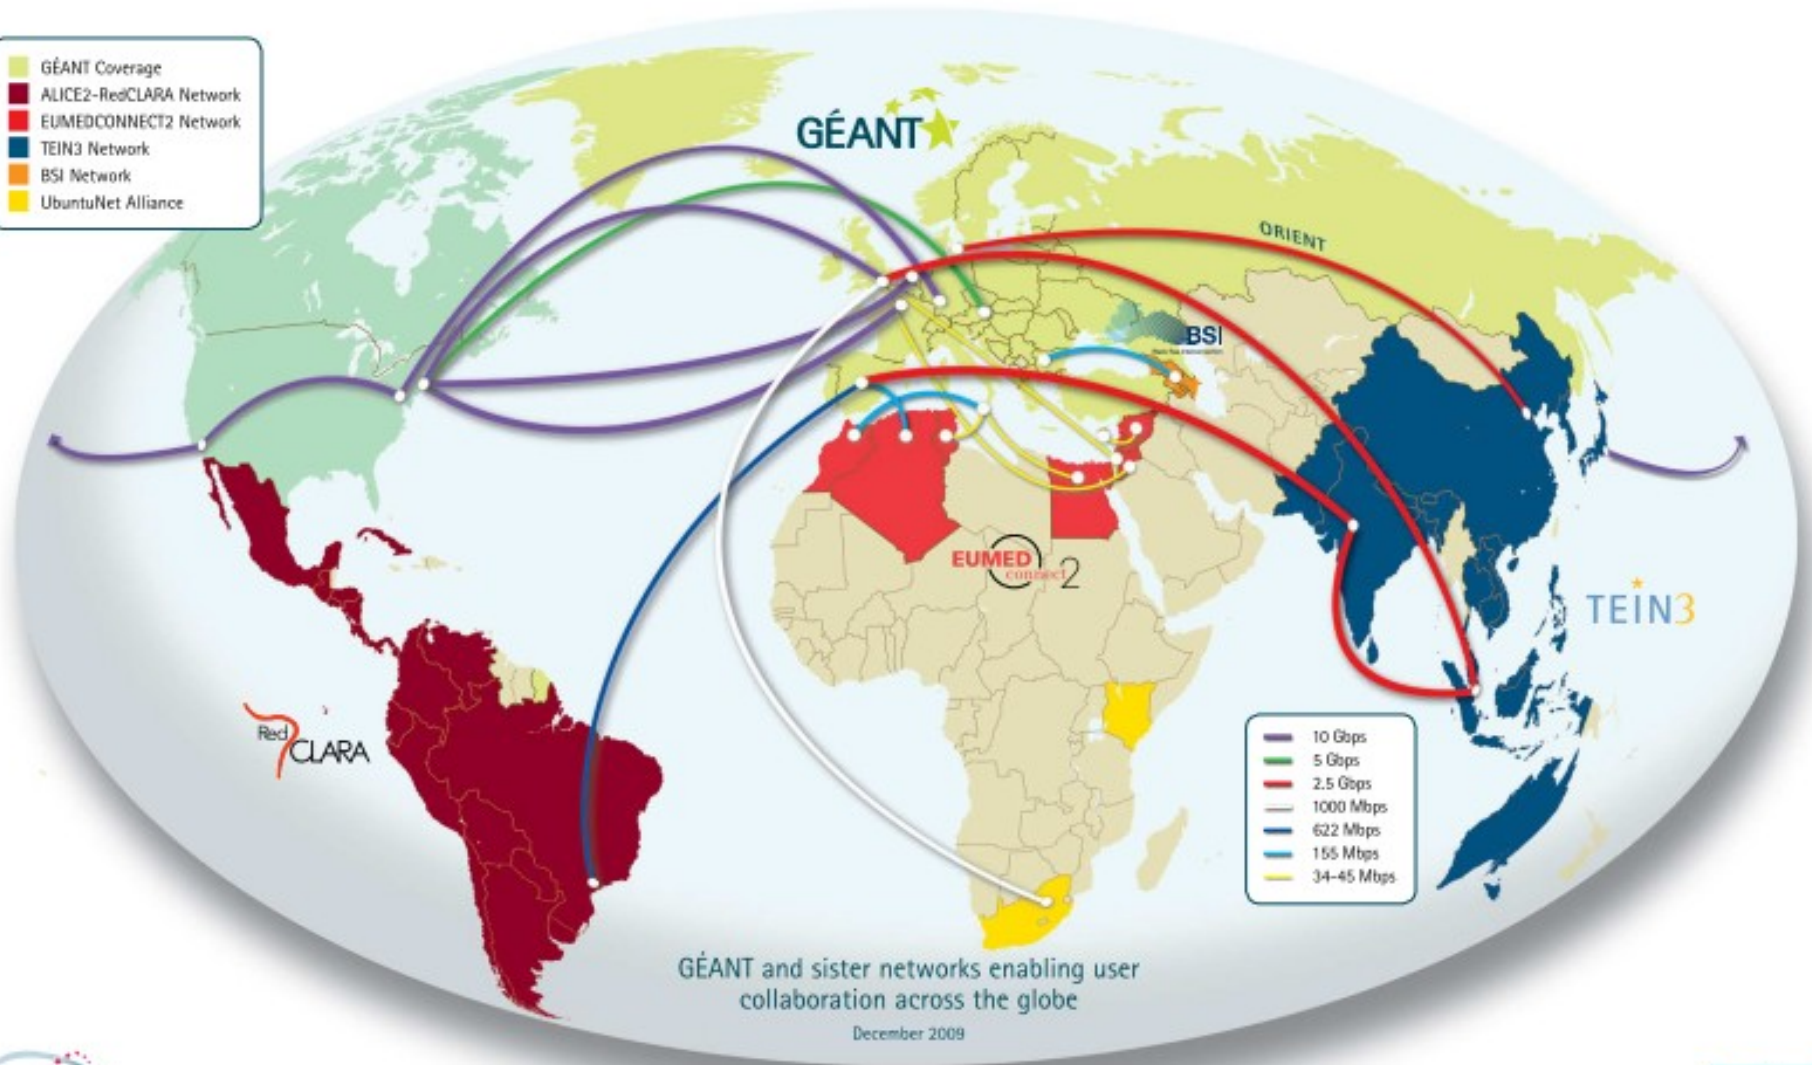 GÉANT Coverage
ALICE2-RedCLARA Network
EUMEDCONNECT2 Network
TEIN3 Network
BSI Network
UbuntuNet Alliance
GÉANT
ORIENT
BSI
EUMED
connect 2
TEIN3
Red
CLARA
10 Gbps
5 Gbps
2.5 Gbps
1000 Mbps
622 Mbps
155 Mbps
34-45 Mbps
GÉANT and sister networks enabling user
collaboration across the globe
December 2009